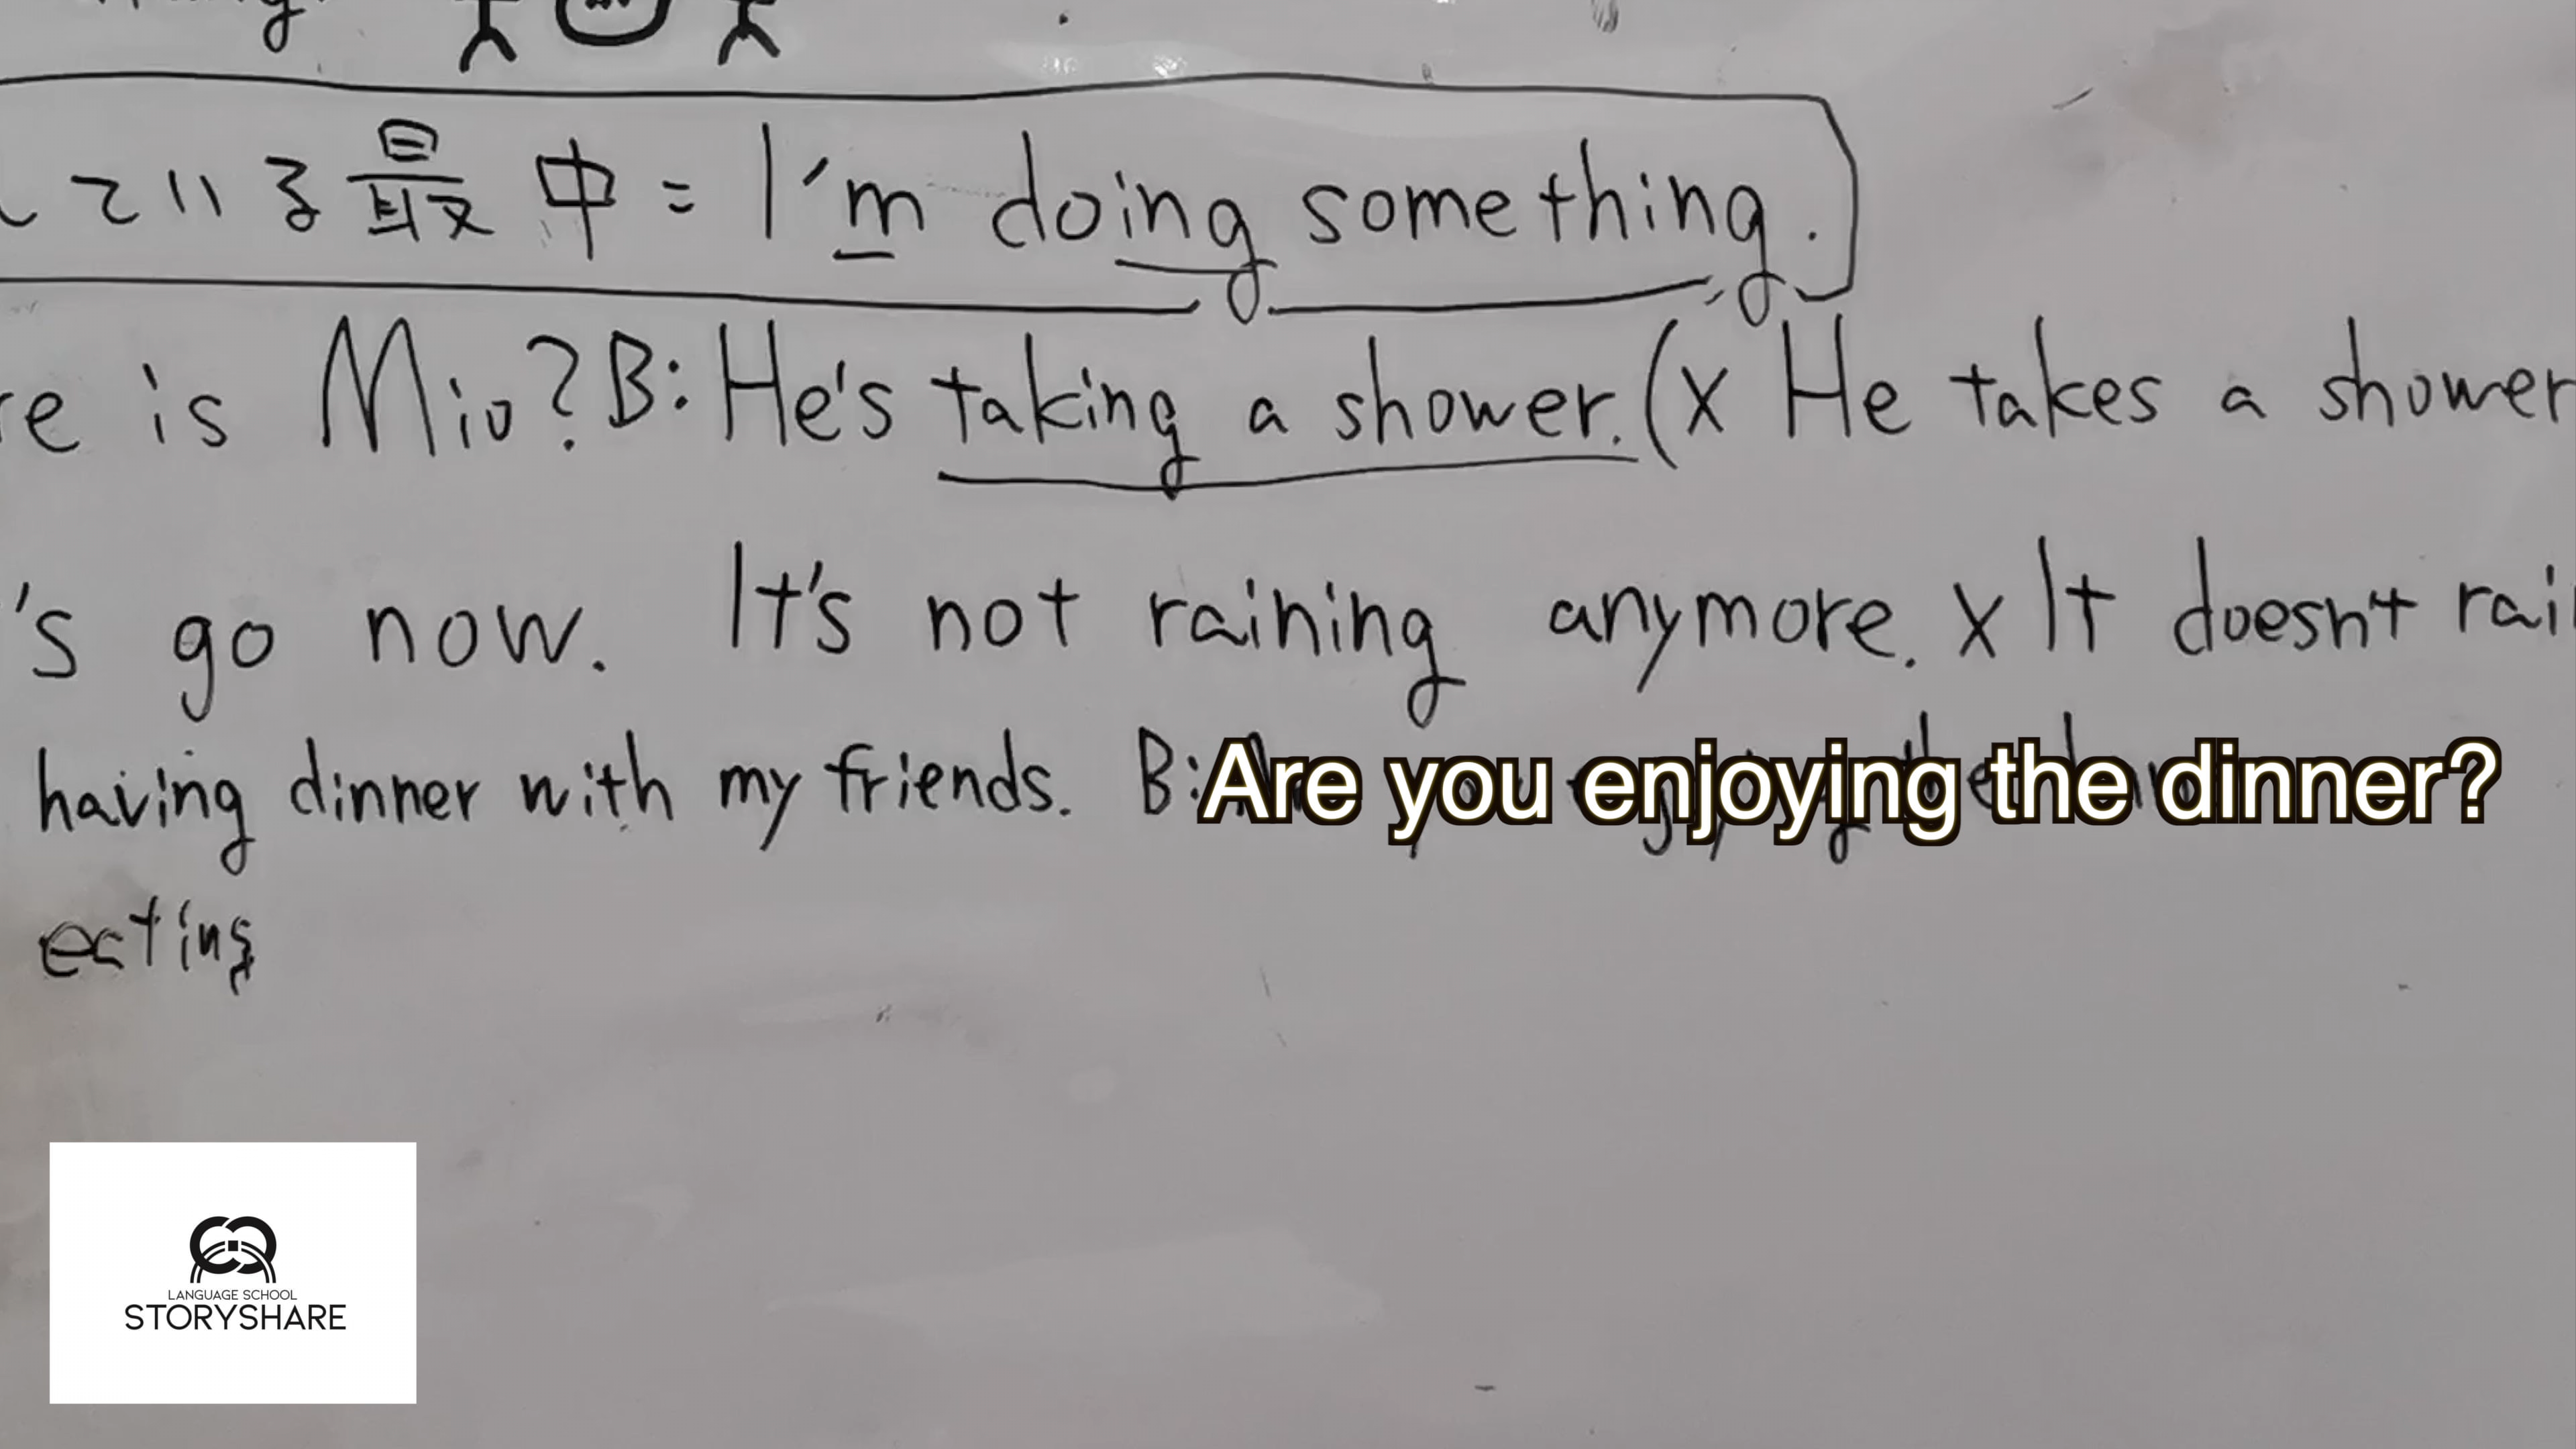 している最中 = I'm doing something.
re is Mio? B: He's taking a shower. (x He takes a shower
's go now. It's not raining anymore. x It doesn't rai
having dinner with my friends. B: Are you enjoying the dinner?
eating
LANGUAGE SCHOOL
STORYSHARE